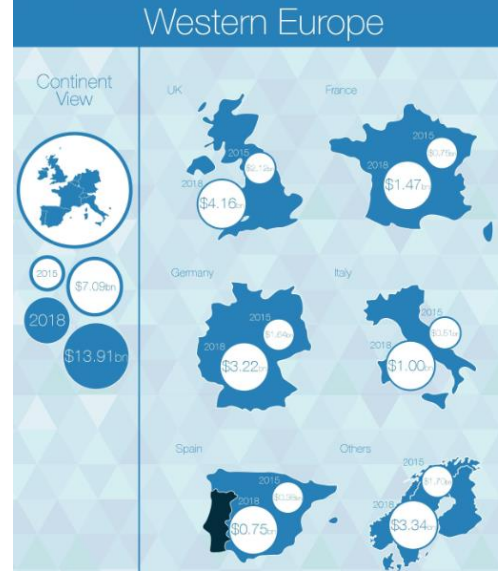 Western Europe
Continent
View
2015
$7.09bn
2018
$13.91bn
UK
2015
$2.12bn
2018
$4.16bn
France
2015
$0.75bn
2018
$1.47bn
Germany
2015
$1.64bn
2018
$3.22bn
Italy
2015
$0.51bn
2018
$1.00bn
Spain
2015
$0.38bn
2018
$0.75bn
Others
2015
$1.70bn
2018
$3.34bn